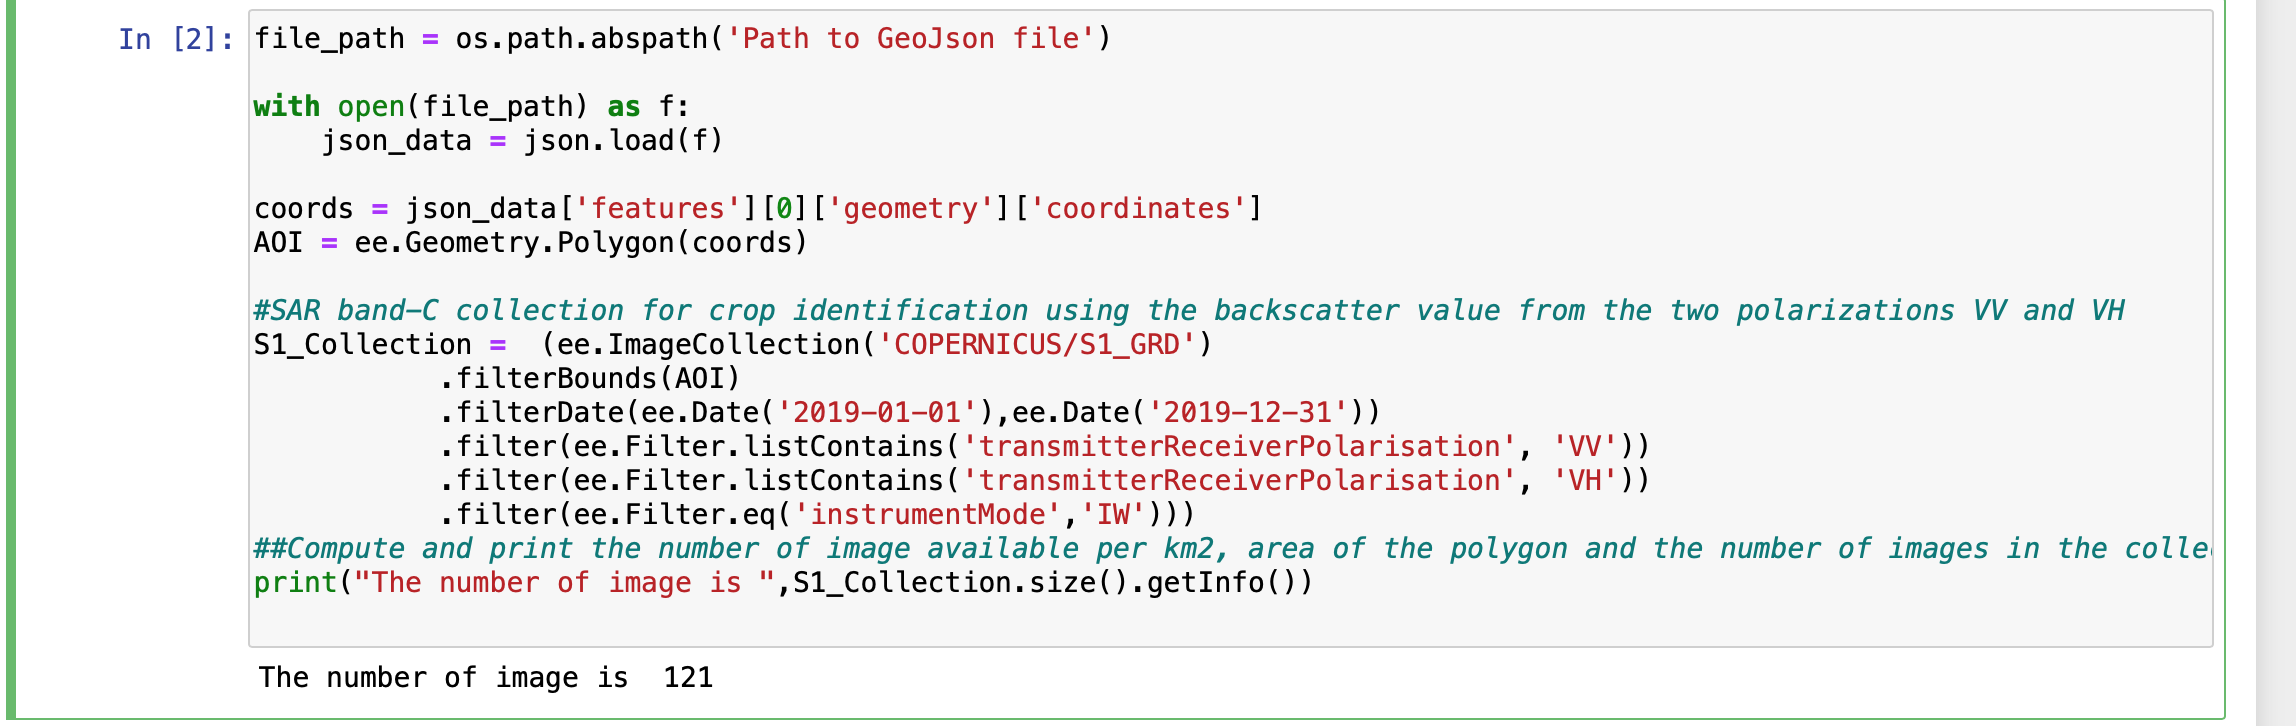 In [2]:
file_path = os.path.abspath('Path to GeoJson file')
with open(file_path) as f:
    json_data = json.load(f)
coords = json_data['features'][0]['geometry']['coordinates']
AOI = ee.Geometry.Polygon(coords)
#SAR band-C collection for crop identification using the backscatter value from the two polarizations VV and VH
S1_Collection =  (ee.ImageCollection('COPERNICUS/S1_GRD')
           .filterBounds(AOI)
           .filterDate(ee.Date('2019-01-01'),ee.Date('2019-12-31'))
           .filter(ee.Filter.listContains('transmitterReceiverPolarisation', 'VV'))
           .filter(ee.Filter.listContains('transmitterReceiverPolarisation', 'VH'))
           .filter(ee.Filter.eq('instrumentMode','IW')))
##Compute and print the number of image available per km2, area of the polygon and the number of images in the colle
print("The number of image is ",S1_Collection.size().getInfo())
The number of image is  121